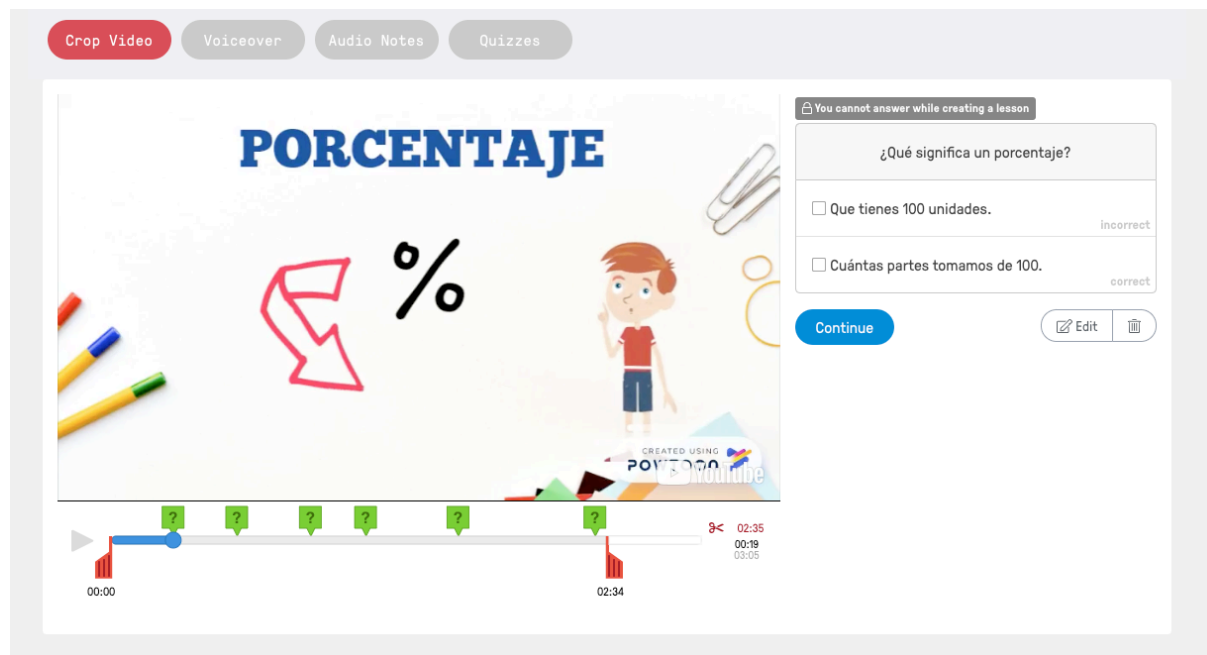 Crop Video
Voiceover
Audio Notes
Quizzes
You cannot answer while creating a lesson
PORCENTAJE
%
¿Qué significa un porcentaje?
Que tienes 100 unidades.
incorrect
Cuántas partes tomamos de 100.
correct
Continue
Edit
CREATED USING
POWTOON
YouTube
? ? ? ? ? ?
02:35
00:19
03:05
00:00
02:34